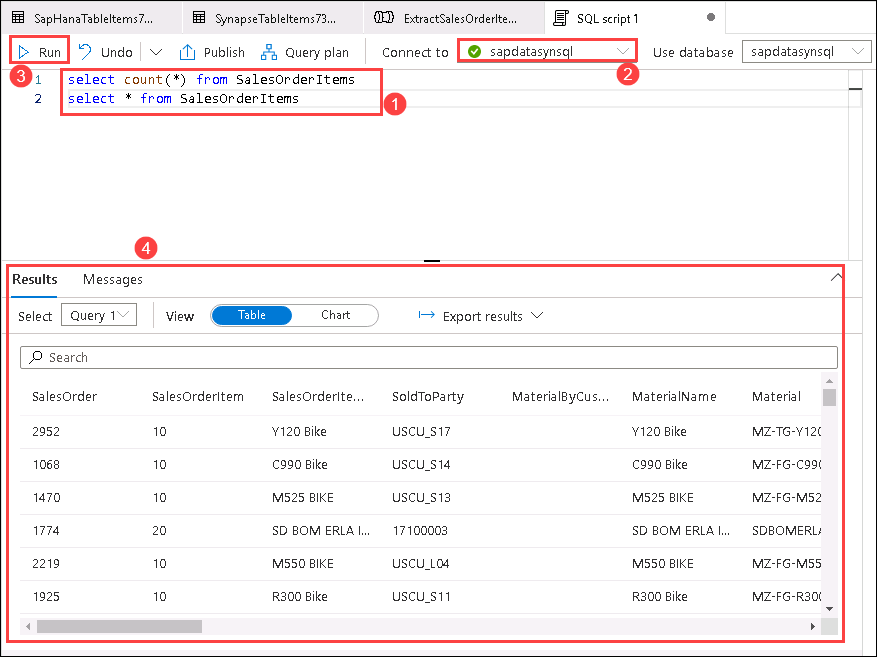 SapHanaTableItems7... SynapseTableItems73... ExtractSalesOrderIte... SQL script 1
Run Undo Publish Query plan Connect to sapdatasynsql Use database sapdatasynsql
3 2
1 select count(*) from SalesOrderItems
2 select * from SalesOrderItems
1
4
Results Messages
Select Query 1 View Table Chart Export results
Search
SalesOrder SalesOrderItem SalesOrderIte... SoldToParty MaterialByCus... MaterialName Material
2952 10 Y120 Bike USCU_S17 Y120 Bike MZ-TG-Y120
1068 10 C990 Bike USCU_S14 C990 Bike MZ-FG-C990
1470 10 M525 BIKE USCU_S13 M525 BIKE MZ-FG-M52
1774 20 SD BOM ERLA I... 17100003 SD BOM ERLA I... SDBOMERLA
2219 10 M550 BIKE USCU_L04 M550 BIKE MZ-FG-M55
1925 10 R300 Bike USCU_S11 R300 Bike MZ-FG-R300